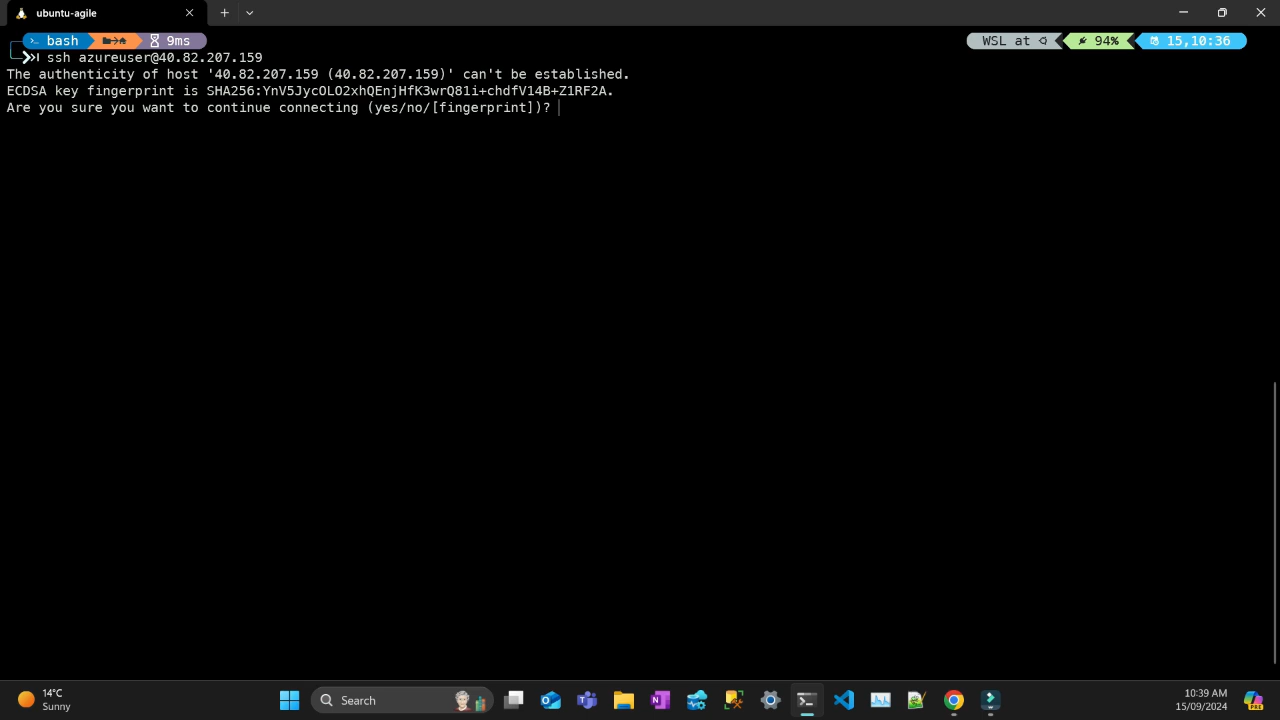 ubuntu-agile
bash 9ms WSL at 94% 15,10:36
ssh azureuser@40.82.207.159
The authenticity of host '40.82.207.159 (40.82.207.159)' can't be established.
ECDSA key fingerprint is SHA256:YnV5JycOLO2xhQEnjHfK3wrQ81i+chdfV14B+Z1RF2A.
Are you sure you want to continue connecting (yes/no/[fingerprint])?
14°C
Sunny
Search
10:39 AM
15/09/2024